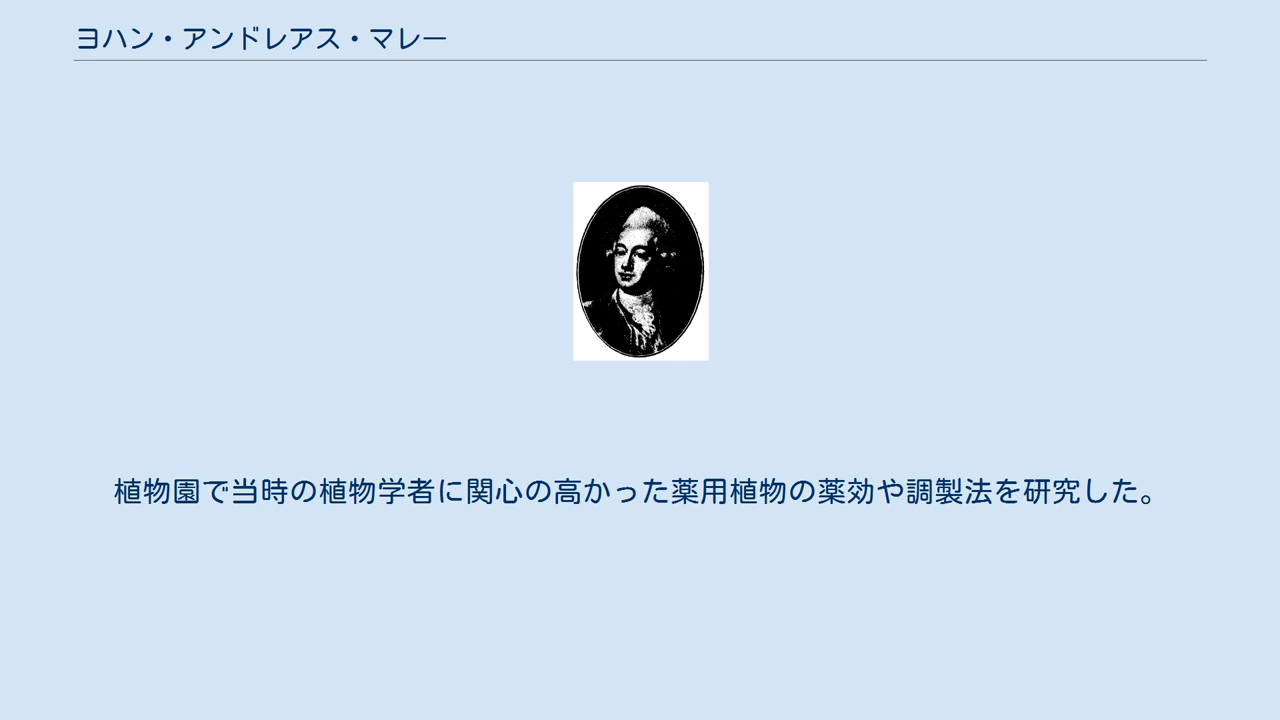 ヨハン・アンドレアス・マレー
植物園で当時の植物学者に関心の高かった薬用植物の薬効や調製法を研究した。